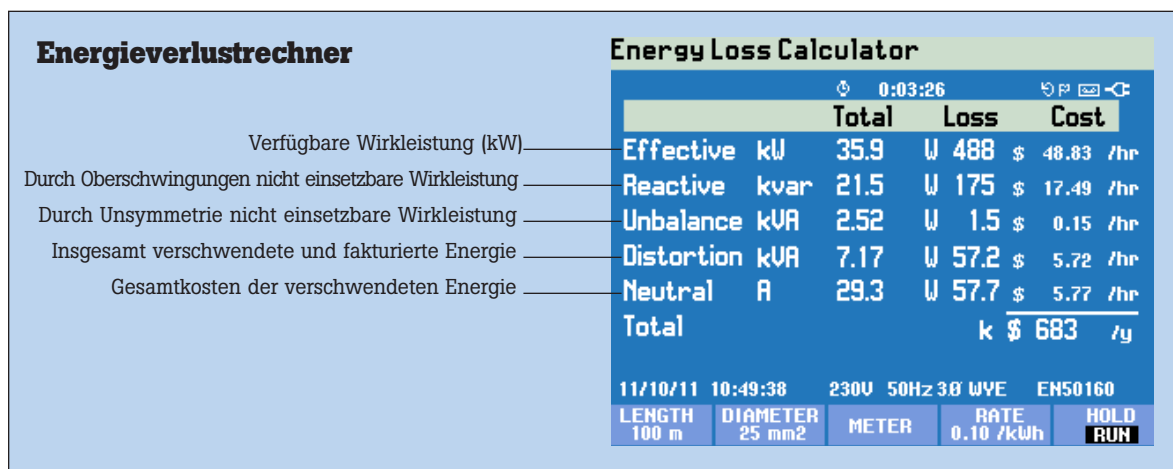 Energieverlustrechner
Verfügbare Wirkleistung (kW)
Durch Oberschwingungen nicht einsetzbare Wirkleistung
Durch Unsymmetrie nicht einsetzbare Wirkleistung
Insgesamt verschwendete und fakturierte Energie
Gesamtkosten der verschwendeten Energie
Energy Loss Calculator
0:03:26
Total Loss Cost
Effective kW 35.9 W 488 $ 48.83 /hr
Reactive kvar 21.5 W 175 $ 17.49 /hr
Unbalance kVA 2.52 W 1.5 $ 0.15 /hr
Distortion kVA 7.17 W 57.2 $ 5.72 /hr
Neutral A 29.3 W 57.7 $ 5.77 /hr
Total k $ 683 /y
11/10/11 10:49:38 230V 50Hz 3Ø WYE EN50160
LENGTH DIAMETER METER RATE HOLD
100 m 25 mm2 0.10 /kWh RUN